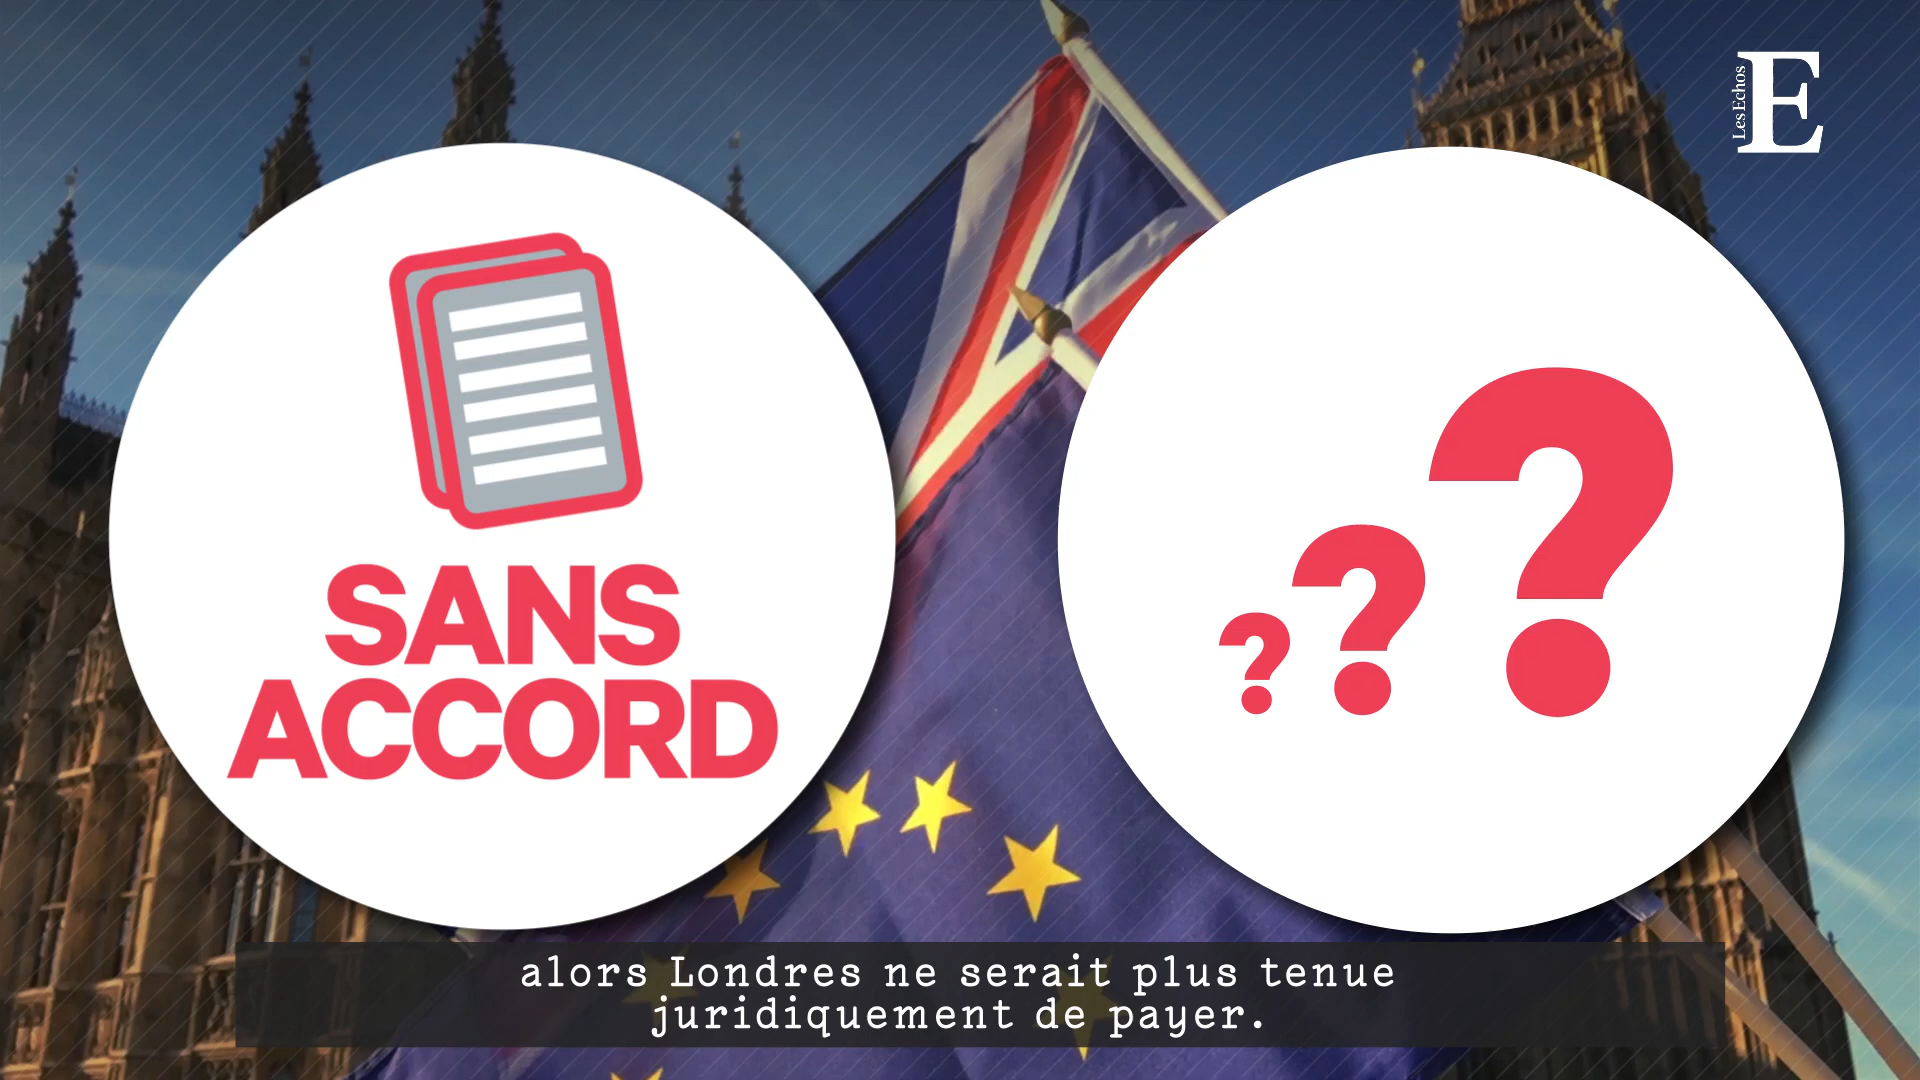 Les Echos
E
SANS
ACCORD
? ? ?
alors Londres ne serait plus tenue
juridiquement de payer.